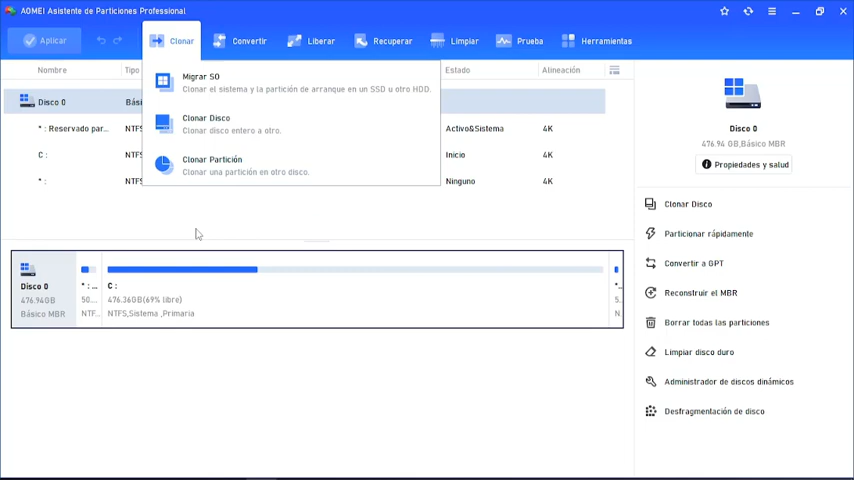 AOMEI Asistente de Particiones Professional
Aplicar
Clonar
Convertir
Liberar
Recuperar
Limpiar
Prueba
Herramientas
Nombre
Tipo
Estado
Alineación
Migrar SO
Clonar el sistema y la partición de arranque en un SSD u otro HDD.
Clonar Disco
Clonar disco entero a otro.
Clonar Partición
Clonar una partición en otro disco.
Disco 0
Bási
* : Reservado par...
NTFS
Activo&Sistema
4K
C :
NTFS
Inicio
4K
* :
NTFS
Ninguno
4K
Disco 0
476.94GB
Básico MBR
* : ...
50...
NTF...
C :
476.36GB(69% libre)
NTFS,Sistema ,Primaria
*...
5...
N...
Disco 0
476.94 GB,Básico MBR
Propiedades y salud
Clonar Disco
Particionar rápidamente
Convertir a GPT
Reconstruir el MBR
Borrar todas las particiones
Limpiar disco duro
Administrador de discos dinámicos
Desfragmentación de disco